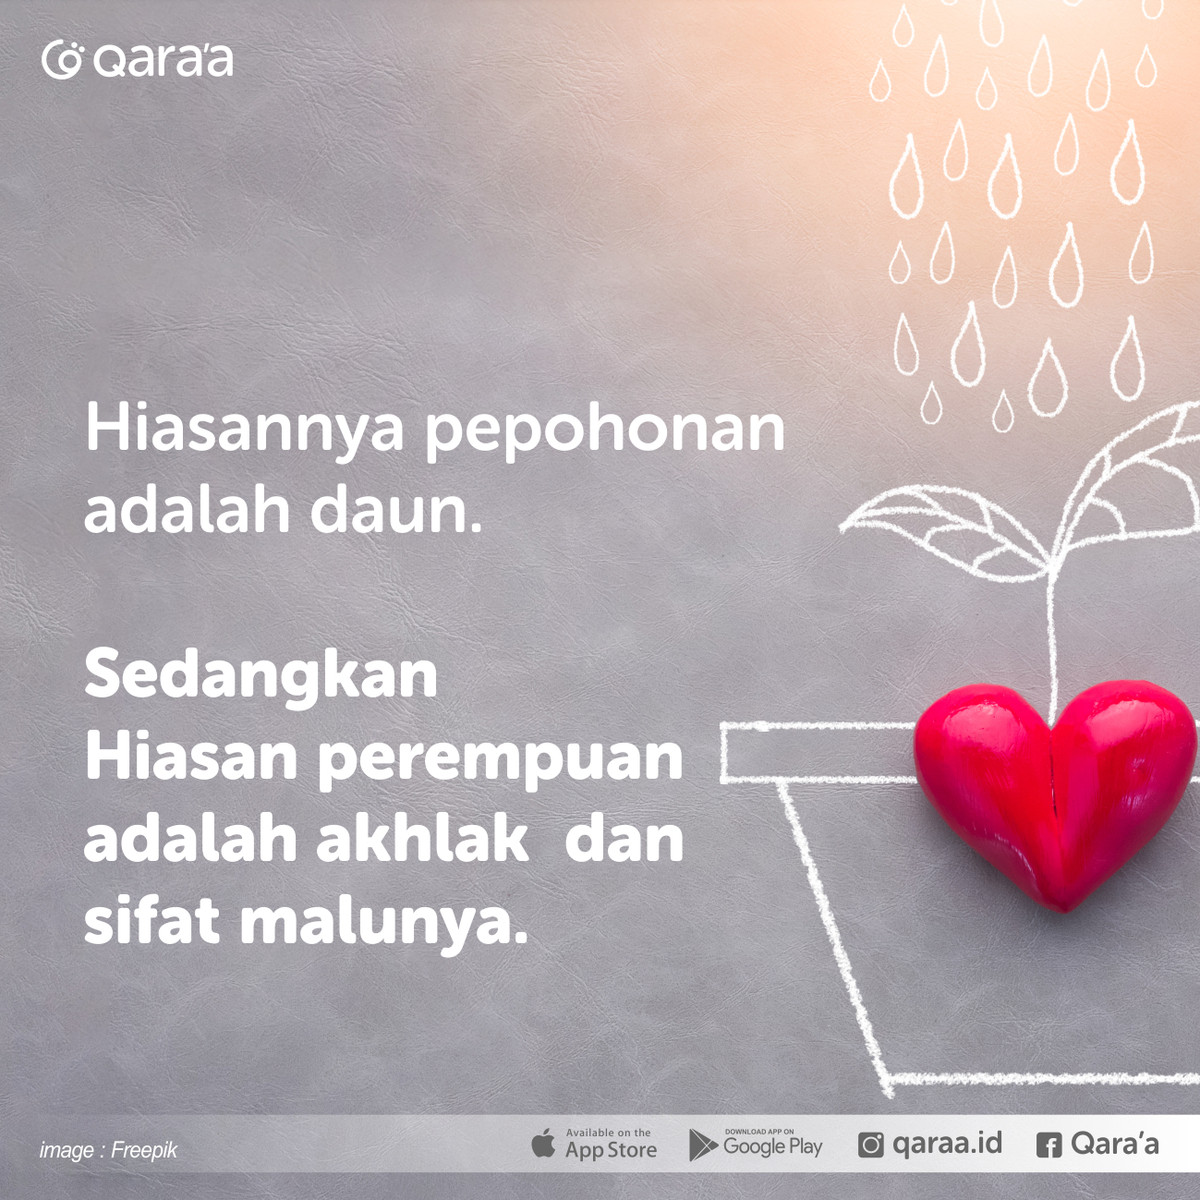 Qara'a
Hiasannya pepohonan
adalah daun.
Sedangkan
Hiasan perempuan
adalah akhlak  dan
sifat malunya.
image : Freepik
Available on the
App Store
DOWNLOAD APP ON
Google Play
qaraa.id
Qara'a